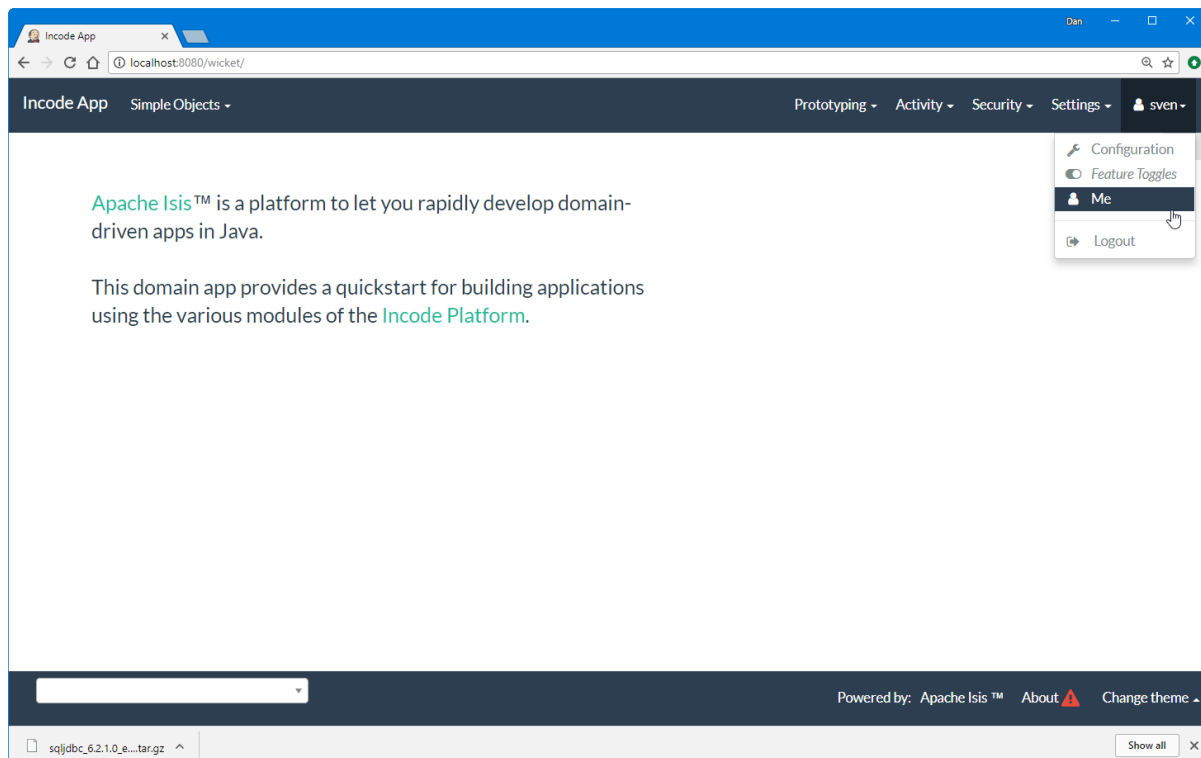 Dan
Incode App
localhost:8080/wicket/
Incode App Simple Objects Prototyping Activity Security Settings sven
Configuration
Feature Toggles
Me
Logout
Apache Isis™ is a platform to let you rapidly develop domain-
driven apps in Java.
This domain app provides a quickstart for building applications
using the various modules of the Incode Platform.
Powered by: Apache Isis ™ About Change theme
sqljdbc_6.2.1.0_e....tar.gz Show all